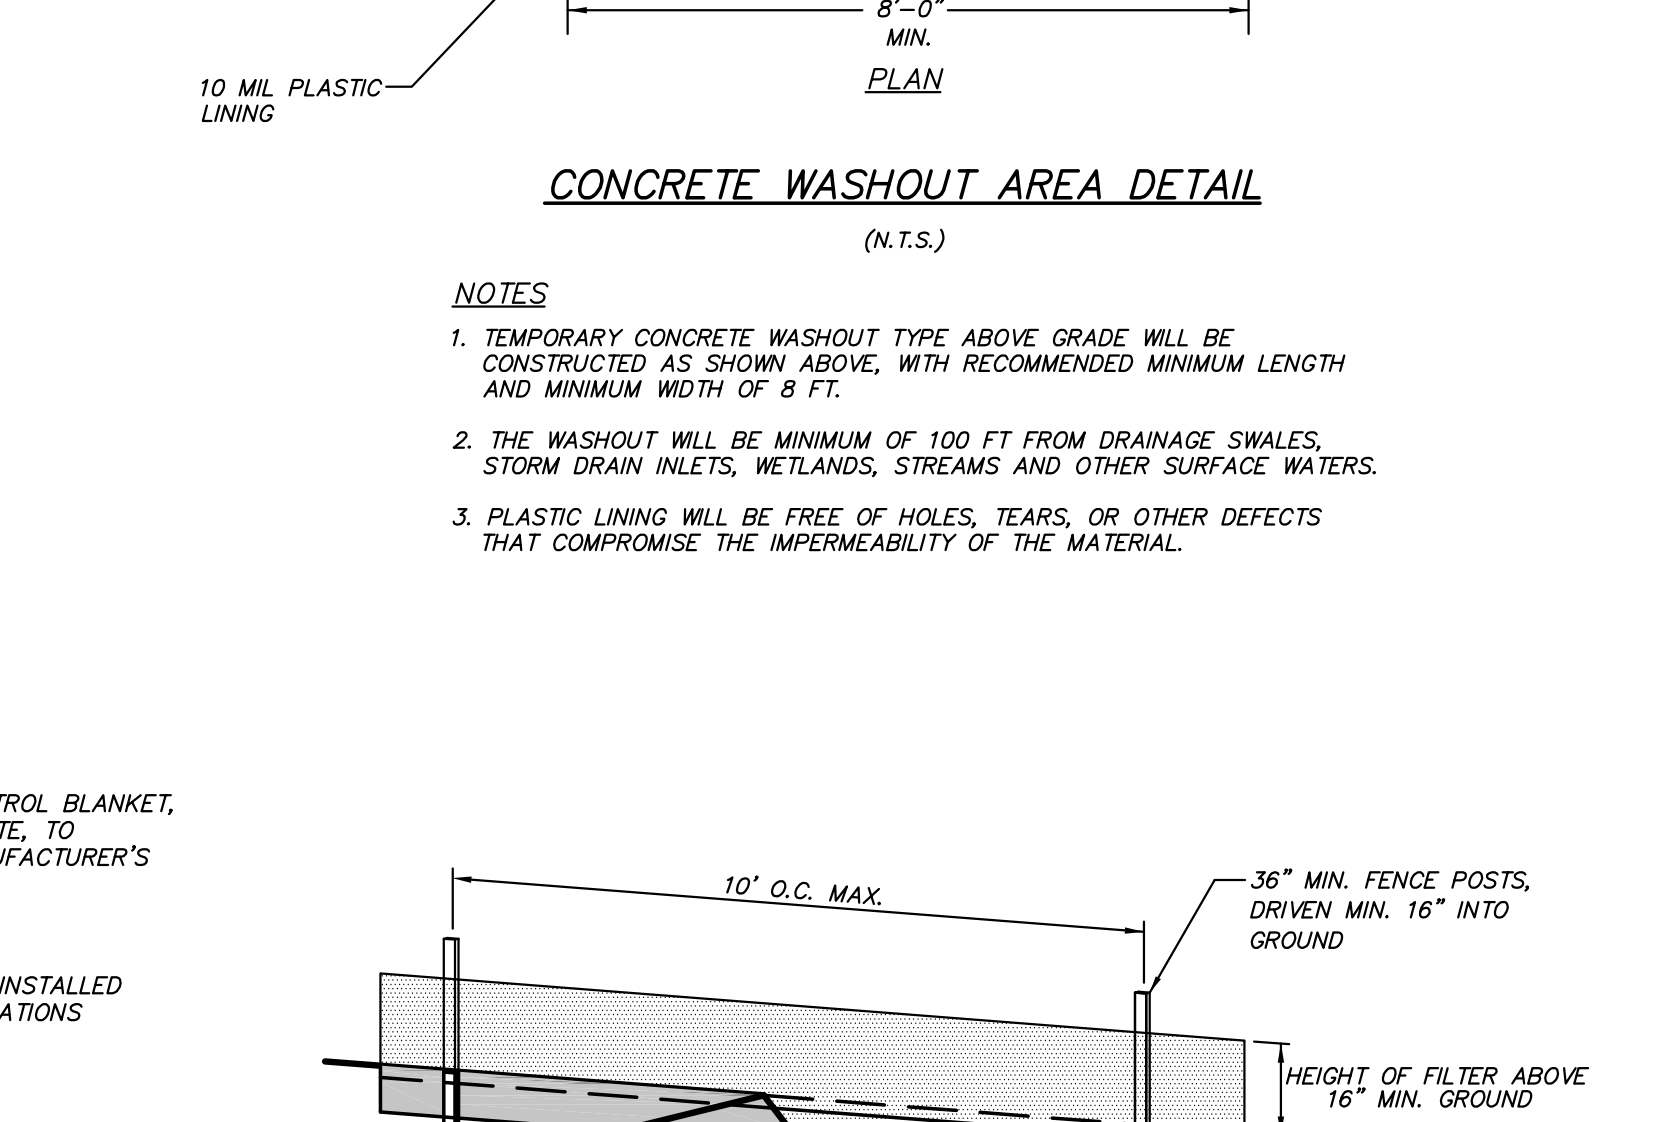 8'-0"
MIN.
PLAN
10 MIL PLASTIC
LINING
CONCRETE WASHOUT AREA DETAIL
(N.T.S.)
NOTES
1. TEMPORARY CONCRETE WASHOUT TYPE ABOVE GRADE WILL BE
CONSTRUCTED AS SHOWN ABOVE, WITH RECOMMENDED MINIMUM LENGTH
AND MINIMUM WIDTH OF 8 FT.
2. THE WASHOUT WILL BE MINIMUM OF 100 FT FROM DRAINAGE SWALES,
STORM DRAIN INLETS, WETLANDS, STREAMS AND OTHER SURFACE WATERS.
3. PLASTIC LINING WILL BE FREE OF HOLES, TEARS, OR OTHER DEFECTS
THAT COMPROMISE THE IMPERMEABILITY OF THE MATERIAL.
BLANKET,
TO
INSTALLED
10' O.C. MAX.
36" MIN. FENCE POSTS,
DRIVEN MIN. 16" INTO
GROUND
HEIGHT OF FILTER ABOVE
16" MIN. GROUND